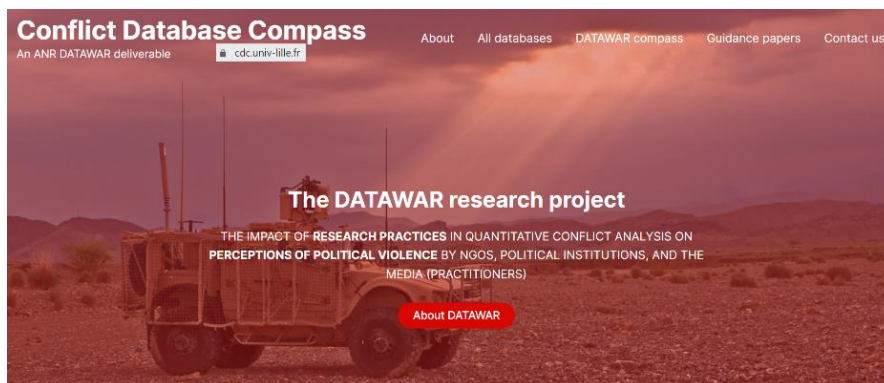 Conflict Database Compass
An ANR DATAWAR deliverable
cdc.univ-lille.fr
About All databases DATAWAR compass Guidance papers Contact us
The DATAWAR research project
THE IMPACT OF RESEARCH PRACTICES IN QUANTITATIVE CONFLICT ANALYSIS ON
PERCEPTIONS OF POLITICAL VIOLENCE BY NGOS, POLITICAL INSTITUTIONS, AND THE
MEDIA (PRACTITIONERS)
About DATAWAR